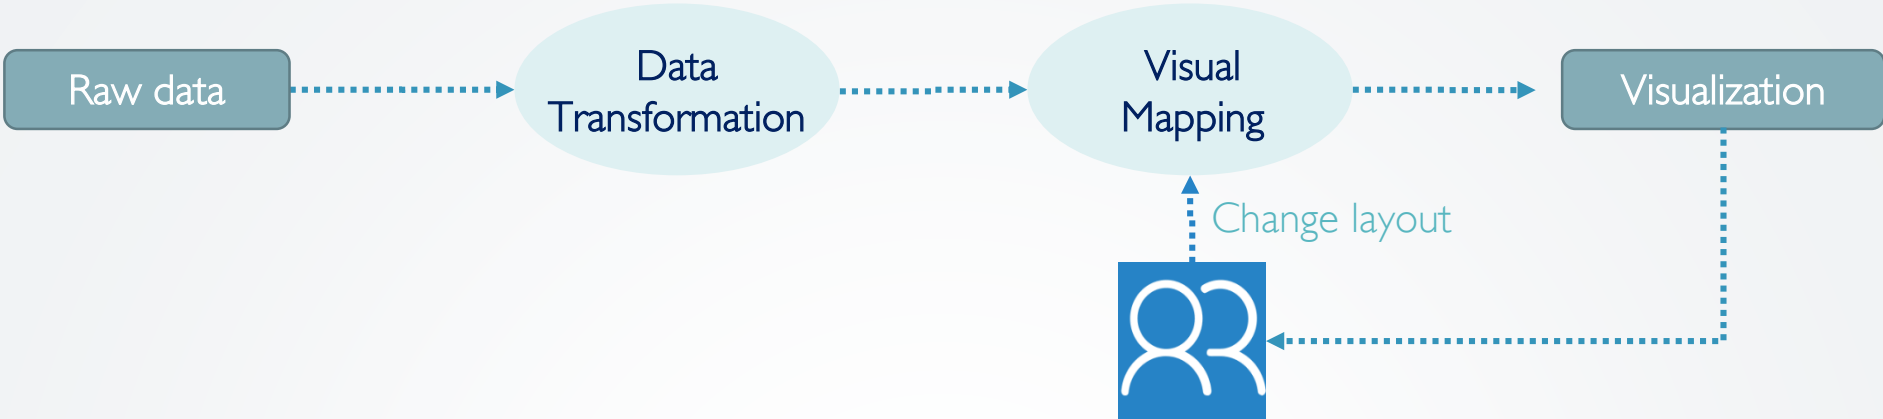 Raw data
Data
Transformation
Visual
Mapping
Visualization
Change layout